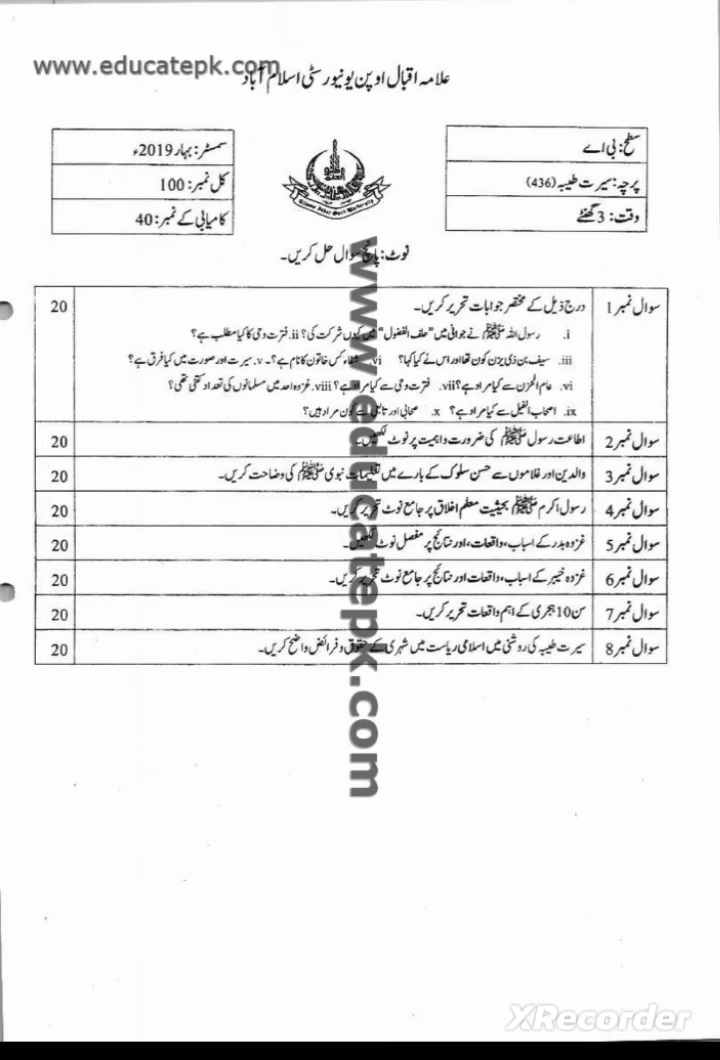 www.educatepk.com
علامہ اقبال اوپن یونیورسٹی اسلام آباد
سطح: بی اے
پرچہ: سیرت طیبہ (436)
وقت: 3 گھنٹے
سمسٹر: بہار 2019ء
کل نمبر: 100
کامیابی کے نمبر: 40
Allama Iqbal Open University
نوٹ: پانچ سوال حل کریں۔
سوال نمبر 1 درج ذیل کے مختصر جوابات تحریر کریں۔ 20
i. رسول اللہ ﷺ نے جوانی میں "حلف الفضول" میں کیوں شرکت کی؟ ii. فترت وحی کا کیا مطلب ہے؟
iii. سیف بن ذی یزن کون تھا اور اس نے کیا کہا؟ vi. شفاء کس خاتون کا نام ہے؟۔ v. سیرت اور صورت میں کیا فرق ہے؟
vi. عام الحزن سے کیا مراد ہے؟ vii. فترت وحی سے کیا مراد ہے؟ viii. غزوہ احد میں مسلمانوں کی تعداد کتنی تھی؟
ix. اصحاب الفیل سے کیا مراد ہے؟ x. صحابی اور تابعی سے کون مراد ہیں؟
سوال نمبر 2 اطاعت رسول ﷺ کی ضرورت و اہمیت پر نوٹ لکھیں۔ 20
سوال نمبر 3 والدین اور غلاموں سے حسن سلوک کے بارے میں تعلیمات نبوی ﷺ کی وضاحت کریں۔ 20
سوال نمبر 4 رسول اکرم ﷺ بحیثیت معلم اخلاق پر جامع نوٹ تحریر کریں۔ 20
سوال نمبر 5 غزوہ بدر کے اسباب، واقعات، اور نتائج پر مفصل نوٹ لکھیں۔ 20
سوال نمبر 6 غزوہ خیبر کے اسباب، واقعات اور نتائج پر جامع نوٹ تحریر کریں۔ 20
سوال نمبر 7 سن 10 ہجری کے اہم واقعات تحریر کریں۔ 20
سوال نمبر 8 سیرت طیبہ کی روشنی میں اسلامی ریاست میں شہری کے حقوق و فرائض واضح کریں۔ 20
www.educatepk.com
XRecorder